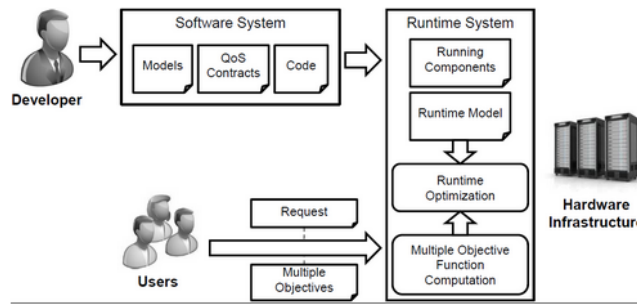 Software System
Models
QoS
Contracts
Code
Developer
Runtime System
Running
Components
Runtime Model
Runtime
Optimization
Multiple Objective
Function
Computation
Hardware
Infrastructure
Request
Multiple
Objectives
Users